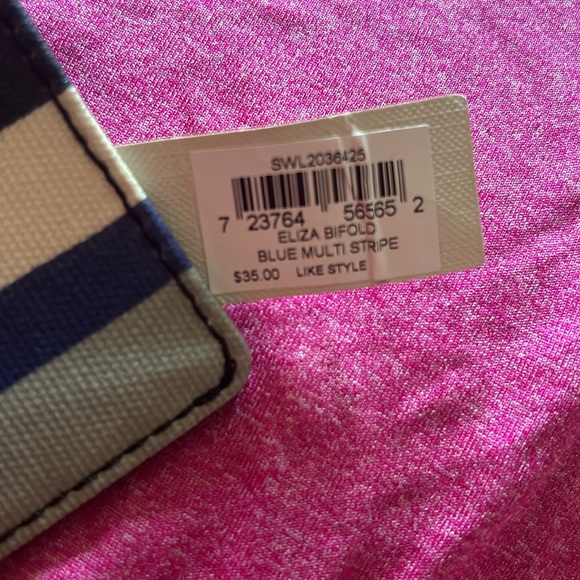 SWL2036425
7 23764 56565 2
ELIZA BIFOLD
BLUE MULTI STRIPE
$35.00 LIKE STYLE